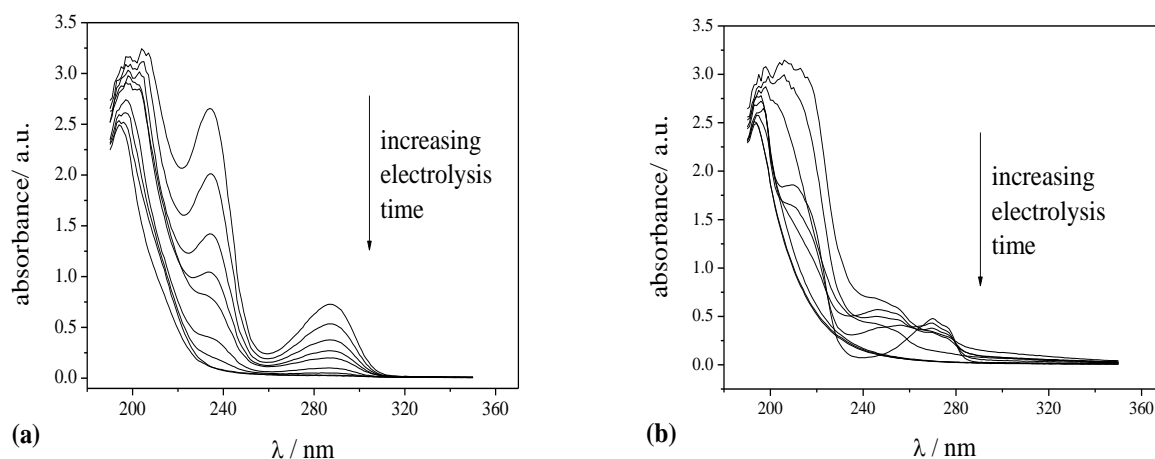 3.5
3.0
2.5
2.0
1.5
1.0
0.5
0.0
absorbance/ a.u.
increasing
electrolysis
time
200 240 280 320 360
λ / nm
(a)
3.5
3.0
2.5
2.0
1.5
1.0
0.5
0.0
absorbance/ a.u.
increasing
electrolysis
time
200 240 280 320 360
λ / nm
(b)